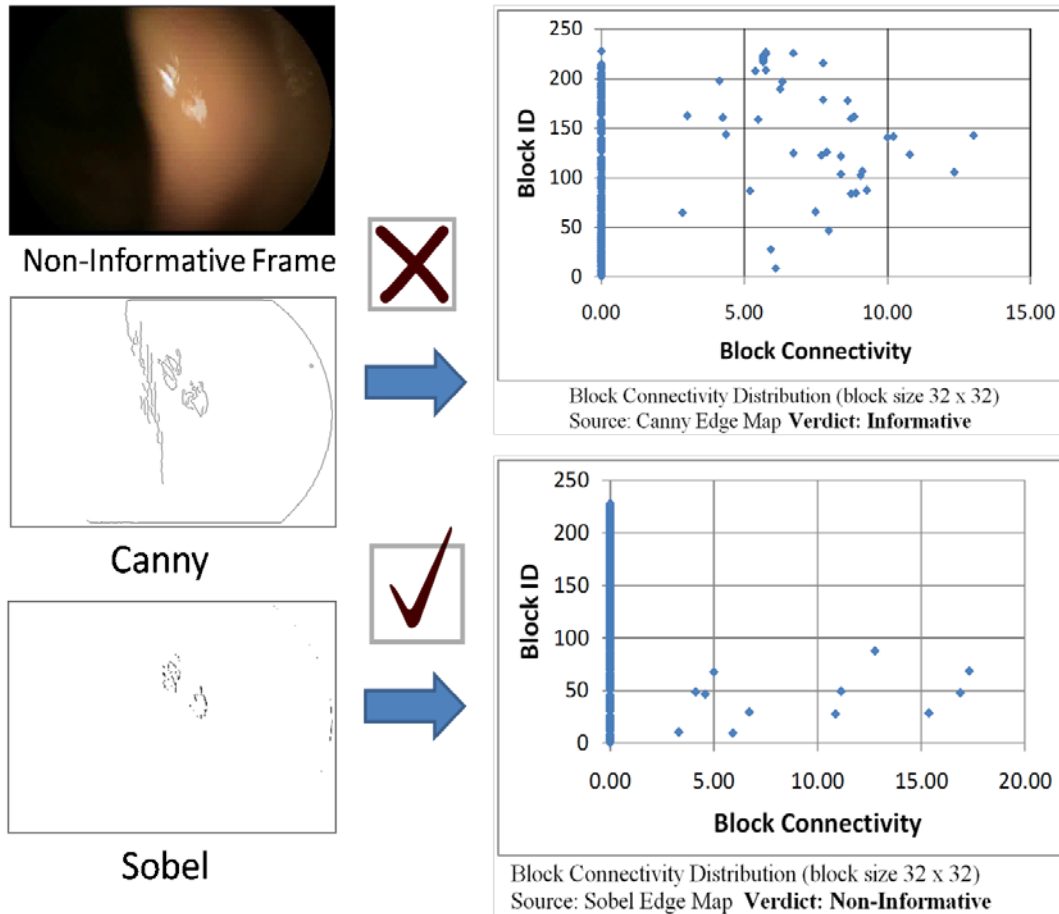 Non-Informative Frame
Canny
Sobel
250
200
150
100
50
0
Block ID
0.00 5.00 10.00 15.00
Block Connectivity
Block Connectivity Distribution (block size 32 x 32)
Source: Canny Edge Map Verdict: Informative
250
200
150
100
50
0
Block ID
0.00 5.00 10.00 15.00 20.00
Block Connectivity
Block Connectivity Distribution (block size 32 x 32)
Source: Sobel Edge Map Verdict: Non-Informative